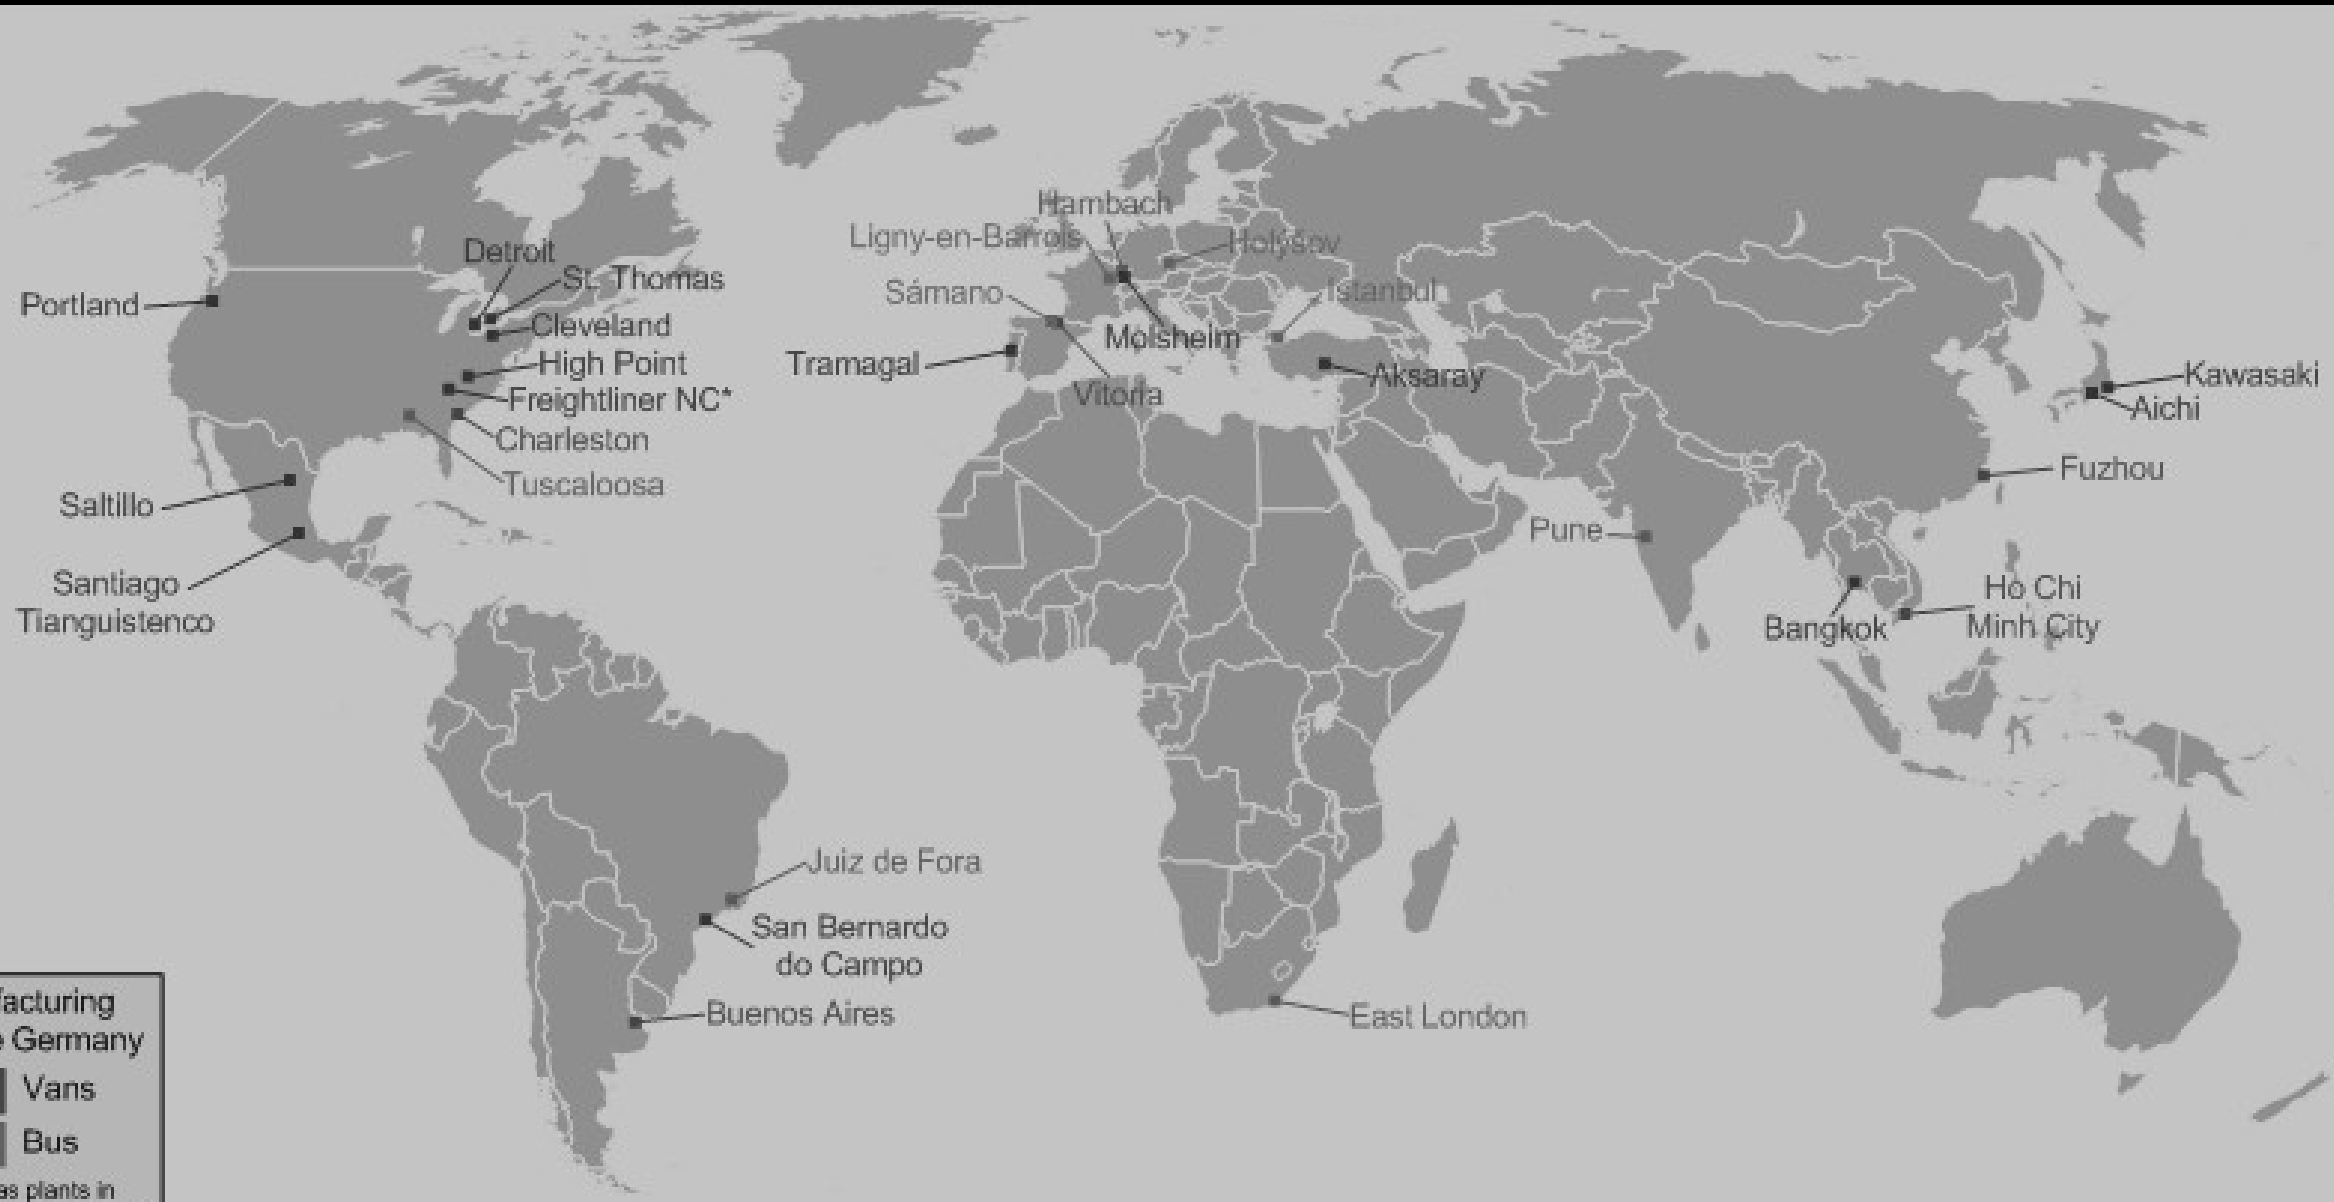 Hambach
Ligny-en-Barrois
Holýšov
Detroit
St. Thomas
Sámano
Istanbul
Portland
Cleveland
Molsheim
High Point
Tramagal
Aksaray
Kawasaki
Freightliner NC*
Vitoria
Aichi
Charleston
Fuzhou
Tuscaloosa
Saltillo
Pune
Santiago
Tianguistenco
Ho Chi
Minh City
Bangkok
Juiz de Fora
San Bernardo
do Campo
Buenos Aires
East London
facturing
e Germany
Vans
Bus
as plants in